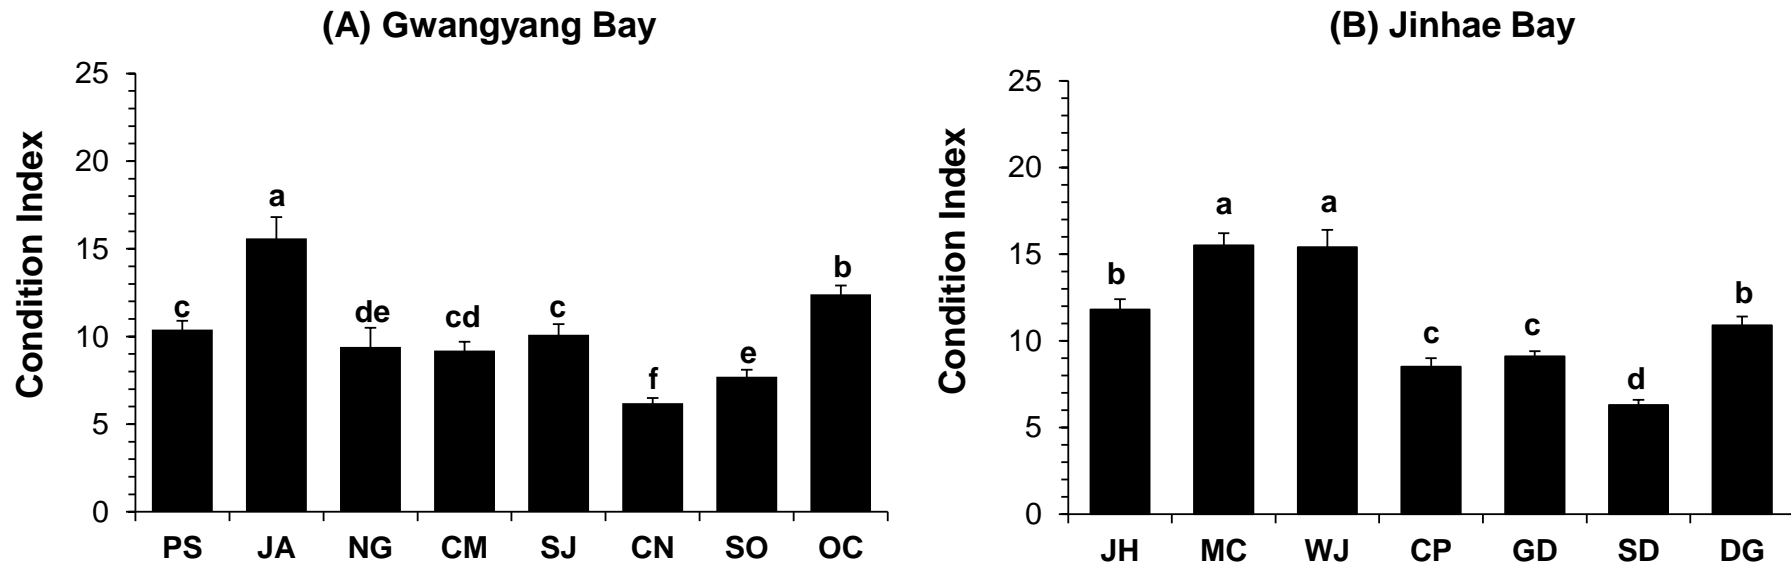 (A) Gwangyang Bay
Condition Index
25
20
15
10
5
0
c
a
de
cd
c
f
e
b
PS JA NG CM SJ CN SO OC
(B) Jinhae Bay
Condition Index
25
20
15
10
5
0
b
a
a
c
c
d
b
JH MC WJ CP GD SD DG